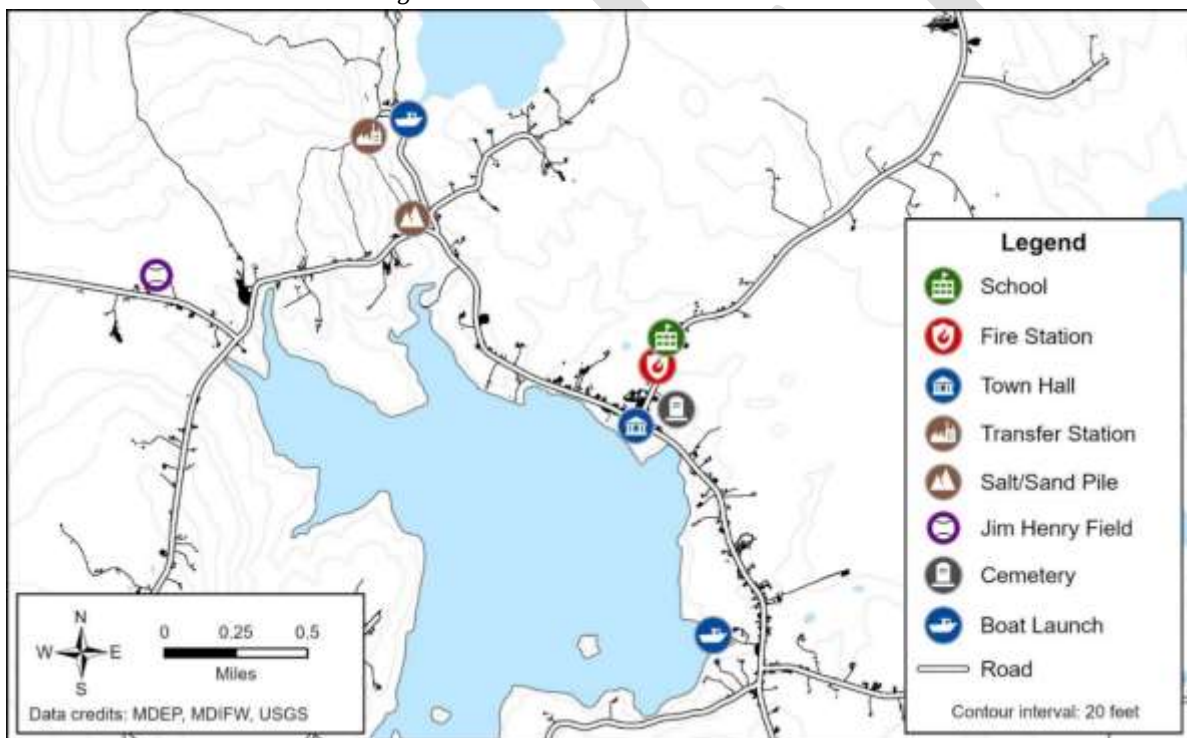 Legend
School
Fire Station
Town Hall
Transfer Station
Salt/Sand Pile
Jim Henry Field
Cemetery
Boat Launch
Road
Contour interval: 20 feet
N
W E
S
0 0.25 0.5
Miles
Data credits: MDEP, MDIFW, USGS